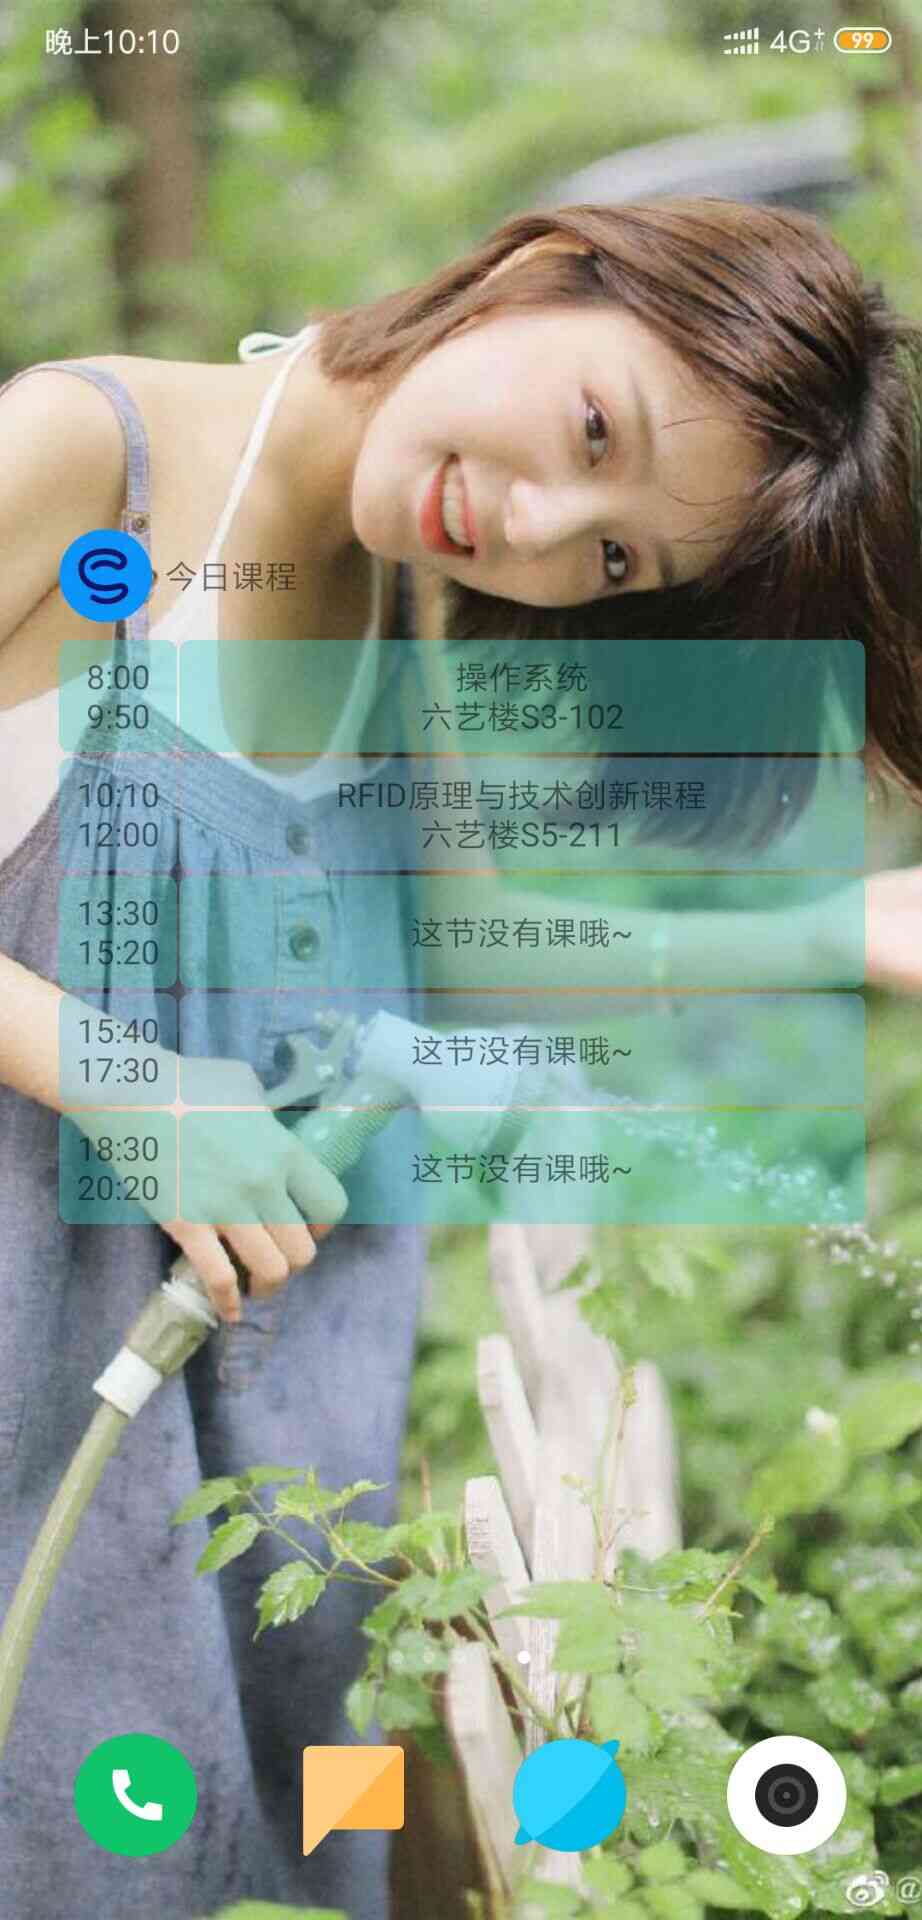 晚上10:10
4G+
99
今日课程
8:00
9:50
操作系统
六艺楼S3-102
10:10
12:00
RFID原理与技术创新课程
六艺楼S5-211
13:30
15:20
这节没有课哦~
15:40
17:30
这节没有课哦~
18:30
20:20
这节没有课哦~
@